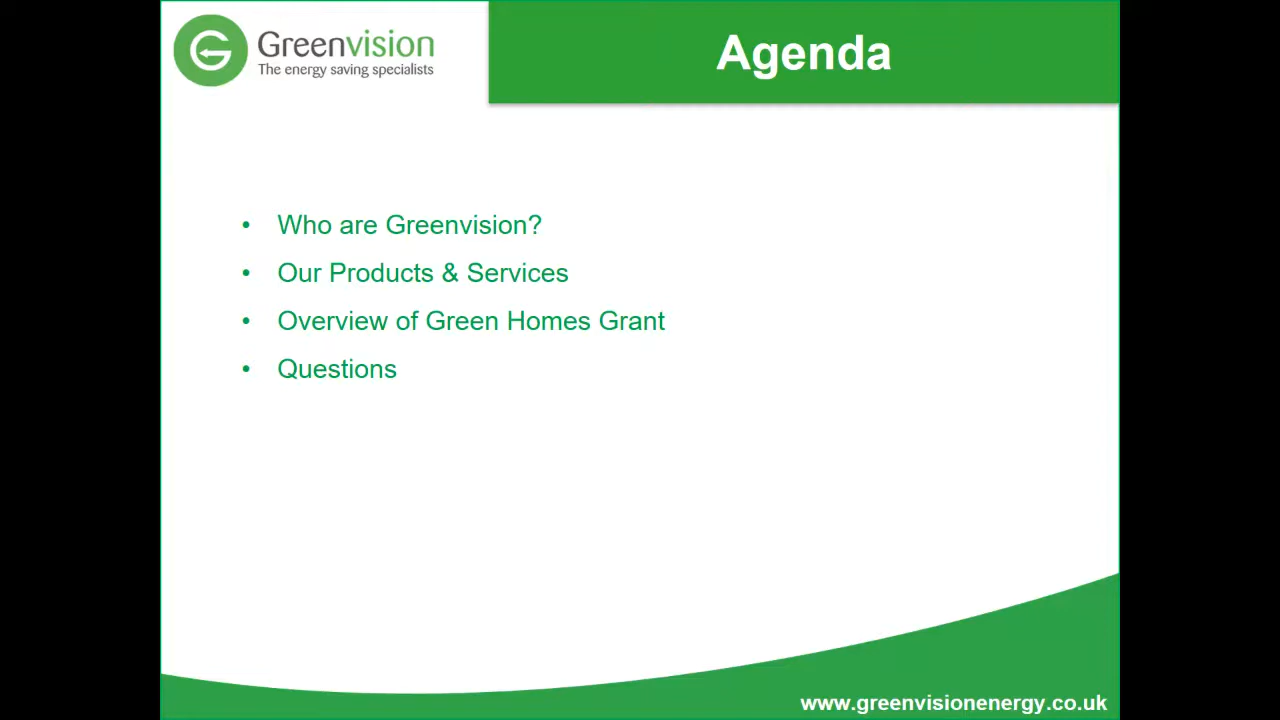 Greenvision
The energy saving specialists
Agenda
• Who are Greenvision?
• Our Products & Services
• Overview of Green Homes Grant
• Questions
www.greenvisionenergy.co.uk